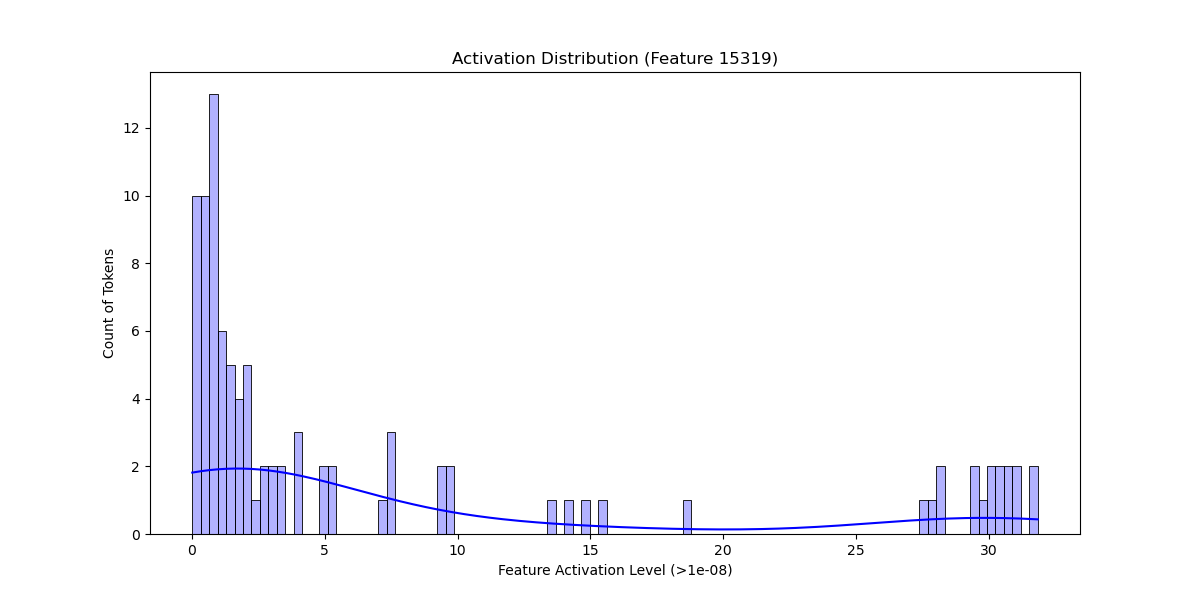 Activation Distribution (Feature 15319)
12
10
8
6
4
2
0
Count of Tokens
0 5 10 15 20 25 30
Feature Activation Level (>1e-08)